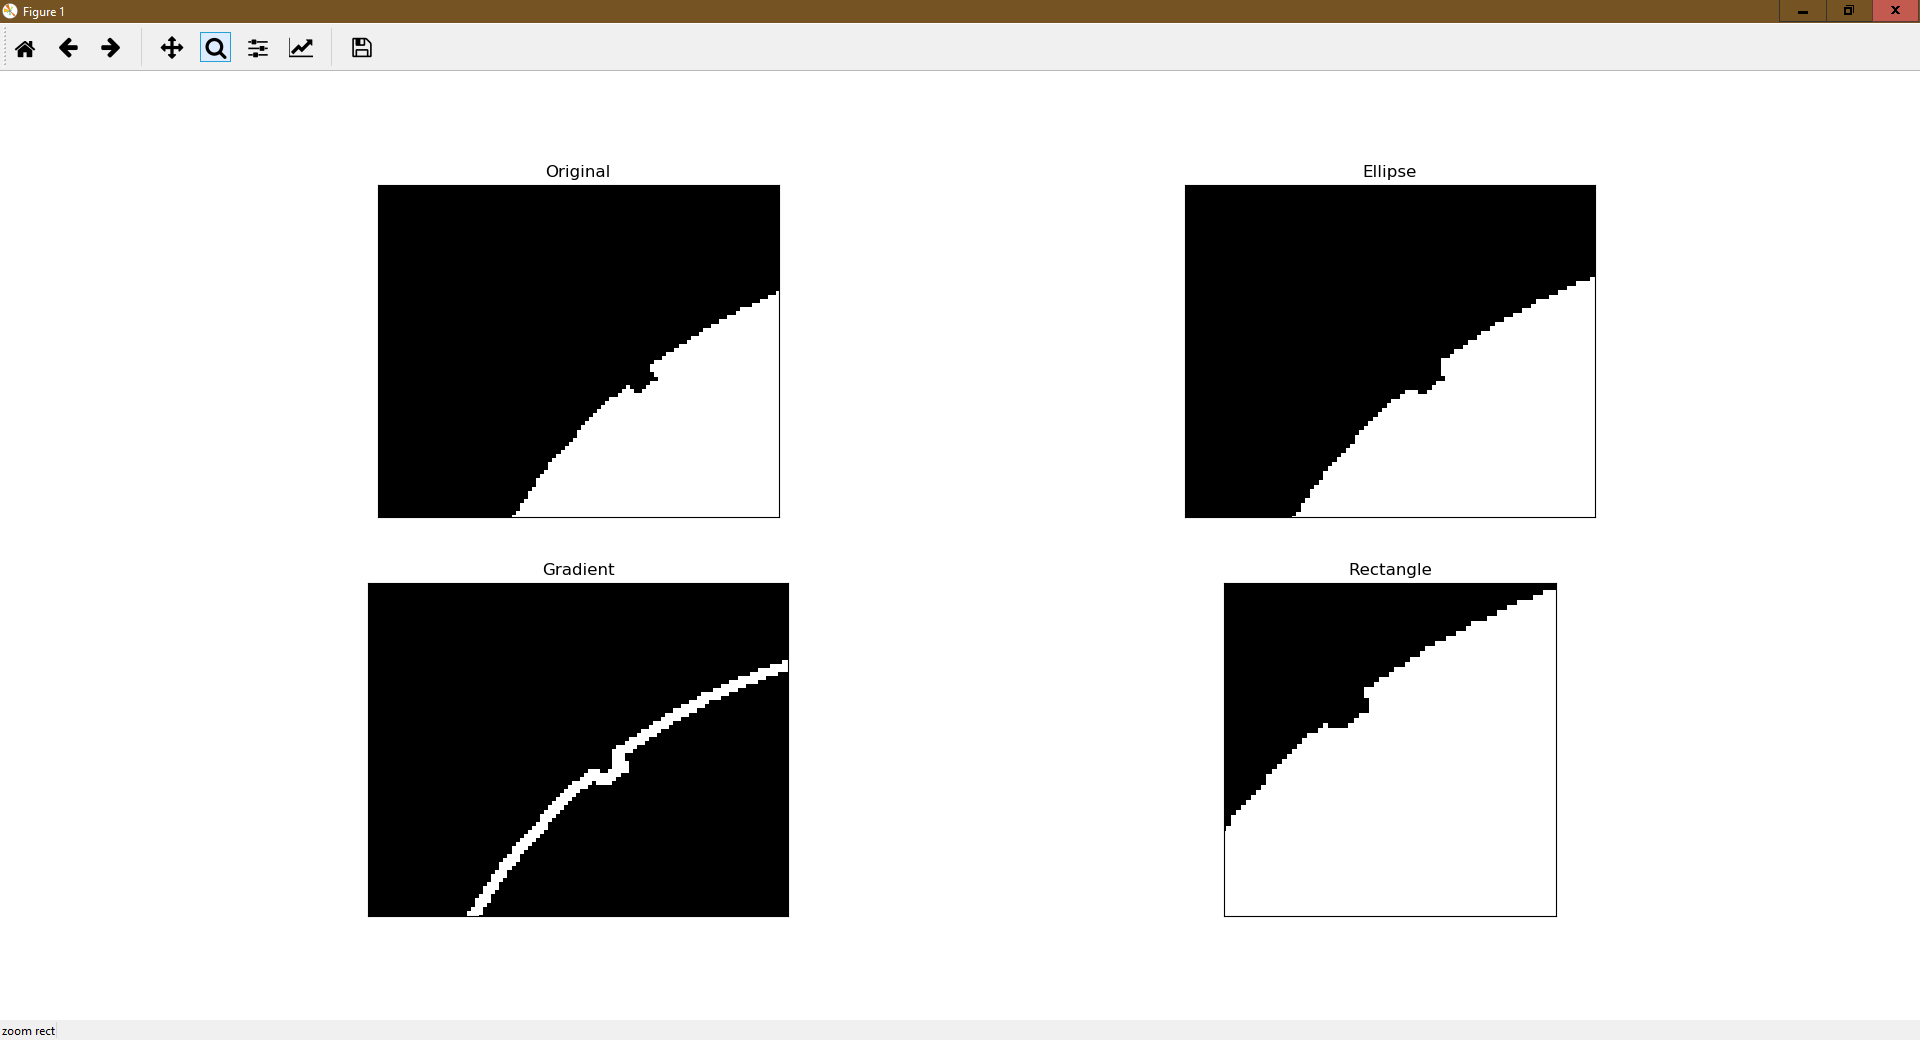 Figure 1
Original
Ellipse
Gradient
Rectangle
zoom rect